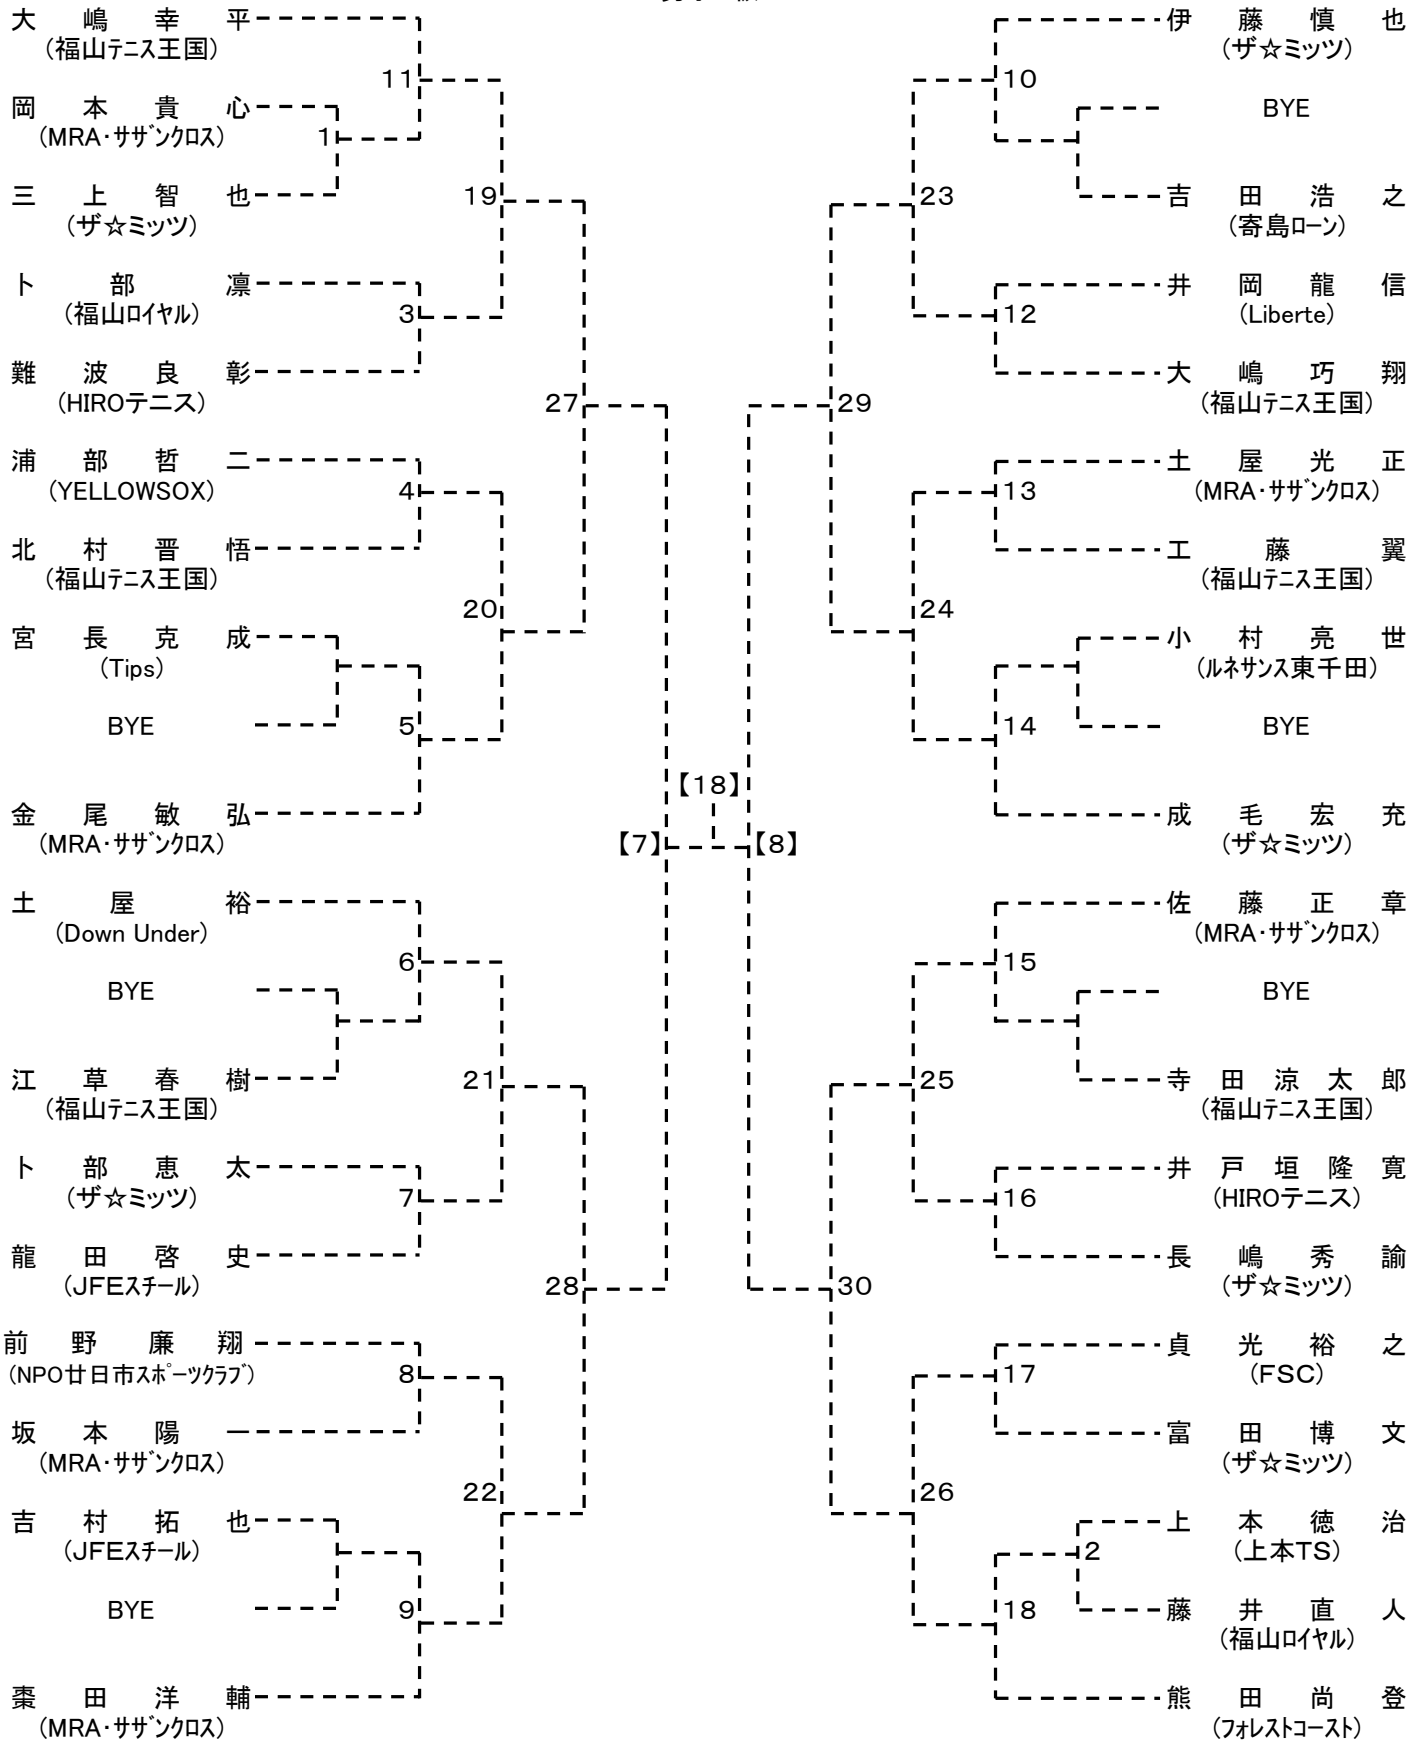 大嶋幸平
(福山テニス王国)
11
岡本貴心
(MRA・サザンクロス)
1
三上智也
(ザ☆ミッツ)
19
卜部凛
(福山ロイヤル)
3
難波良彰
(HIROテニス)
27
浦部哲二
(YELLOWSOX)
4
北村晋悟
(福山テニス王国)
20
宮長克成
(Tips)
BYE
5
金尾敏弘
(MRA・サザンクロス)
土屋裕
(Down Under)
6
BYE
江草春樹
(福山テニス王国)
21
卜部恵太
(ザ☆ミッツ)
7
龍田啓史
(JFEスチール)
28
前野廉翔
(NPO廿日市スポーツクラブ)
8
坂本陽一
(MRA・サザンクロス)
22
吉村拓也
(JFEスチール)
BYE
9
棗田洋輔
(MRA・サザンクロス)
【18】
【7】
【8】
伊藤慎也
(ザ☆ミッツ)
10
BYE
吉田浩之
(寄島ローン)
23
井岡龍信
(Liberte)
12
大嶋巧翔
(福山テニス王国)
29
土屋光正
(MRA・サザンクロス)
13
工藤翼
(福山テニス王国)
24
小村亮世
(ルネサンス東千田)
BYE
14
成毛宏充
(ザ☆ミッツ)
佐藤正章
(MRA・サザンクロス)
15
BYE
寺田涼太郎
(福山テニス王国)
25
井戸垣隆寛
(HIROテニス)
16
長嶋秀諭
(ザ☆ミッツ)
30
貞光裕之
(FSC)
17
富田博文
(ザ☆ミッツ)
26
上本徳治
(上本TS)
2
藤井直人
(福山ロイヤル)
18
熊田尚登
(フォレストコースト)